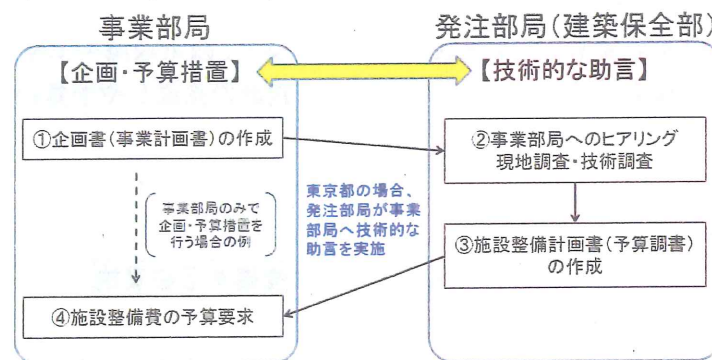 事業部局
発注部局(建築保全部)
【企画・予算措置】
【技術的な助言】
①企画書(事業計画書)の作成
②事業部局へのヒアリング
現地調査・技術調査
事業部局のみで
企画・予算措置を
行う場合の例
東京都の場合、
発注部局が事業
部局へ技術的な
助言を実施
③施設整備計画書(予算調書)
の作成
④施設整備費の予算要求